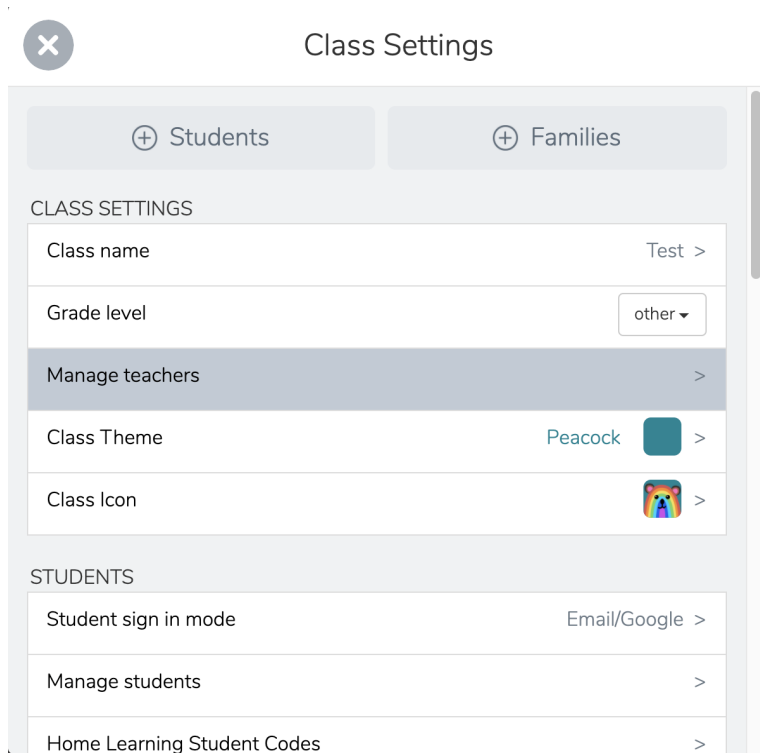 Class Settings
Students
Families
CLASS SETTINGS
Class name Test >
Grade level other
Manage teachers >
Class Theme Peacock >
Class Icon >
STUDENTS
Student sign in mode Email/Google >
Manage students >
Home Learning Student Codes >